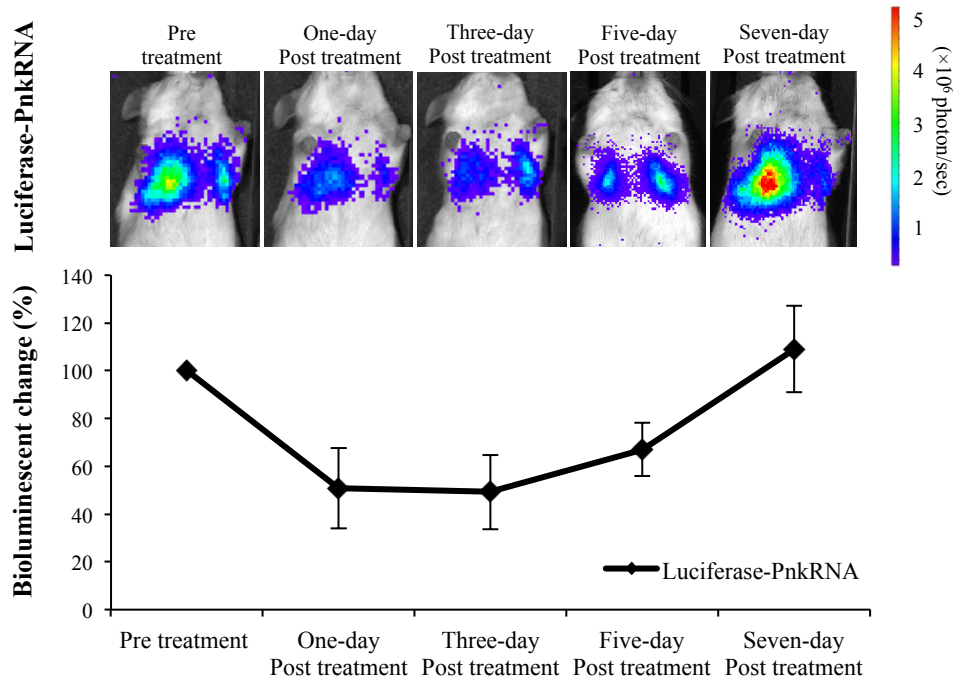 Luciferase-PnkRNA
Pre
treatment
One-day
Post treatment
Three-day
Post treatment
Five-day
Post treatment
Seven-day
Post treatment
5
4
3
2
1
(×10⁶ photon/sec)
Bioluminescent change (%)
140
120
100
80
60
40
20
0
Luciferase-PnkRNA
Pre treatment
One-day
Post treatment
Three-day
Post treatment
Five-day
Post treatment
Seven-day
Post treatment